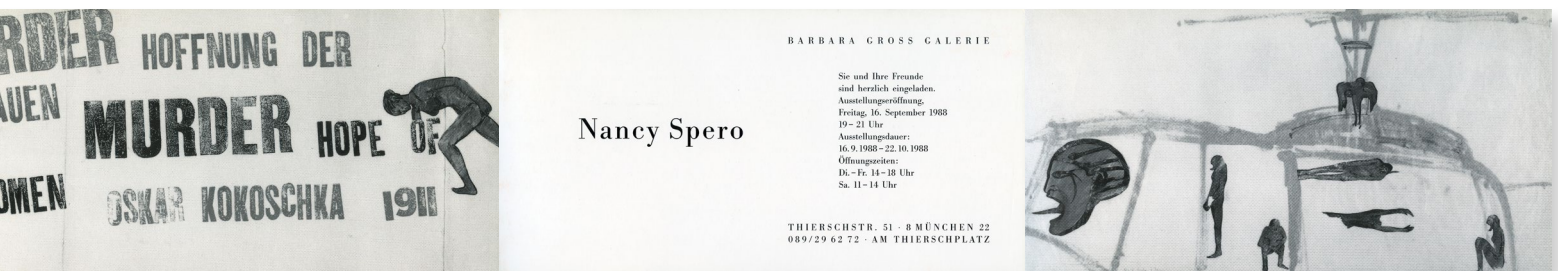 RDER HOFFNUNG DER
AUEN
MURDER HOPE OF
OMEN
OSKAR KOKOSCHKA 1911
Nancy Spero
BARBARA GROSS GALERIE
Sie und Ihre Freunde
sind herzlich eingeladen.
Ausstellungseröffnung,
Freitag, 16. September 1988
19 – 21 Uhr
Ausstellungsdauer:
16. 9. 1988 – 22. 10. 1988
Öffnungszeiten:
Di. – Fr. 14 – 18 Uhr
Sa. 11 – 14 Uhr
THIERSCHSTR. 51 · 8 MÜNCHEN 22
089/29 62 72 · AM THIERSCHPLATZ